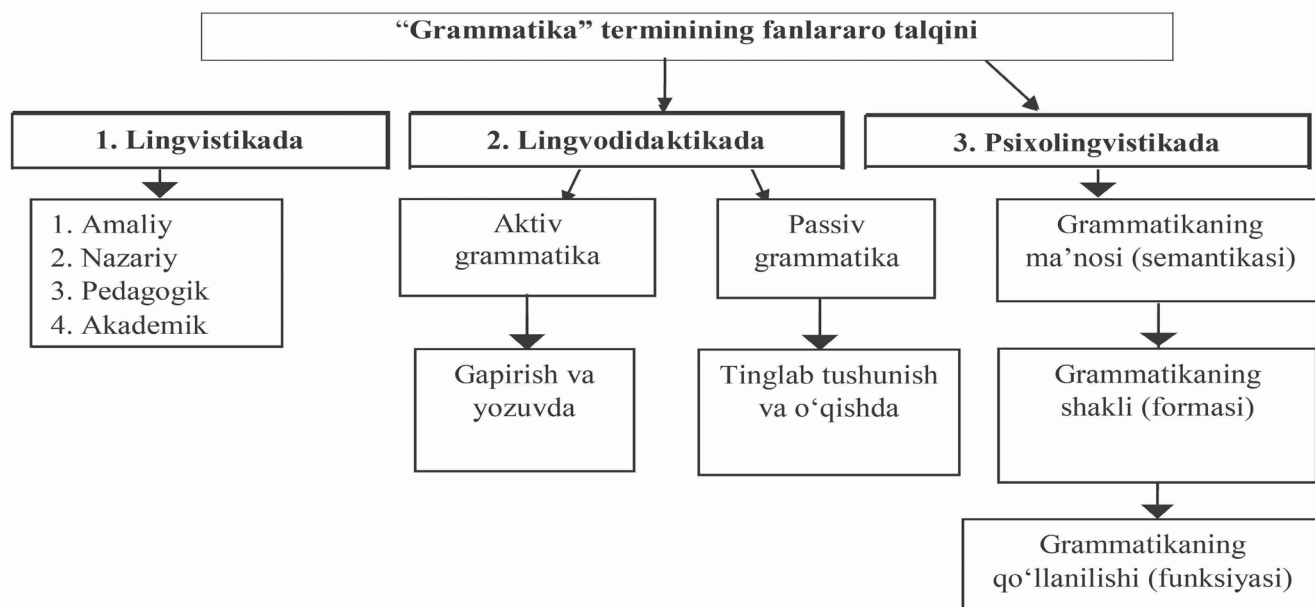 “Grammatika” terminining fanlararo talqini
1. Lingvistikada
2. Lingvodidaktikada
3. Psixolingvistikada
1. Amaliy
2. Nazariy
3. Pedagogik
4. Akademik
Aktiv
grammatika
Passiv
grammatika
Grammatikaning
ma’nosi (semantikasi)
Gapirish va
yozuvda
Tinglab tushunish
va o‘qishda
Grammatikaning
shakli (formasi)
Grammatikaning
qo‘llanilishi (funksiyasi)